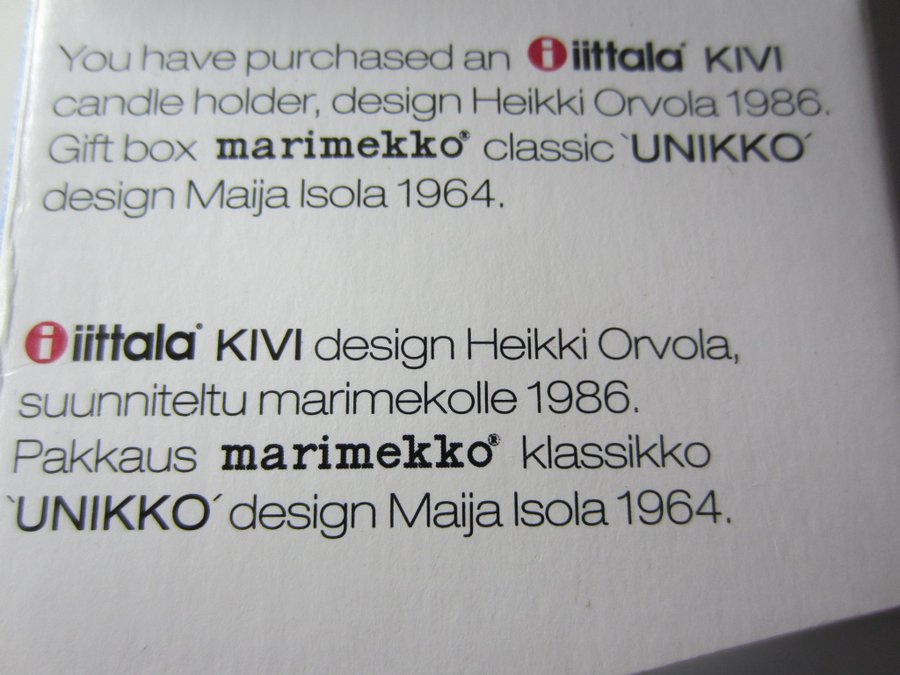 You have purchased an i iittala® KIVI
candle holder, design Heikki Orvola 1986.
Gift box marimekko® classic `UNIKKO´
design Maija Isola 1964.
i iittala® KIVI design Heikki Orvola,
suunniteltu marimekolle 1986.
Pakkaus marimekko® klassikko
`UNIKKO´ design Maija Isola 1964.